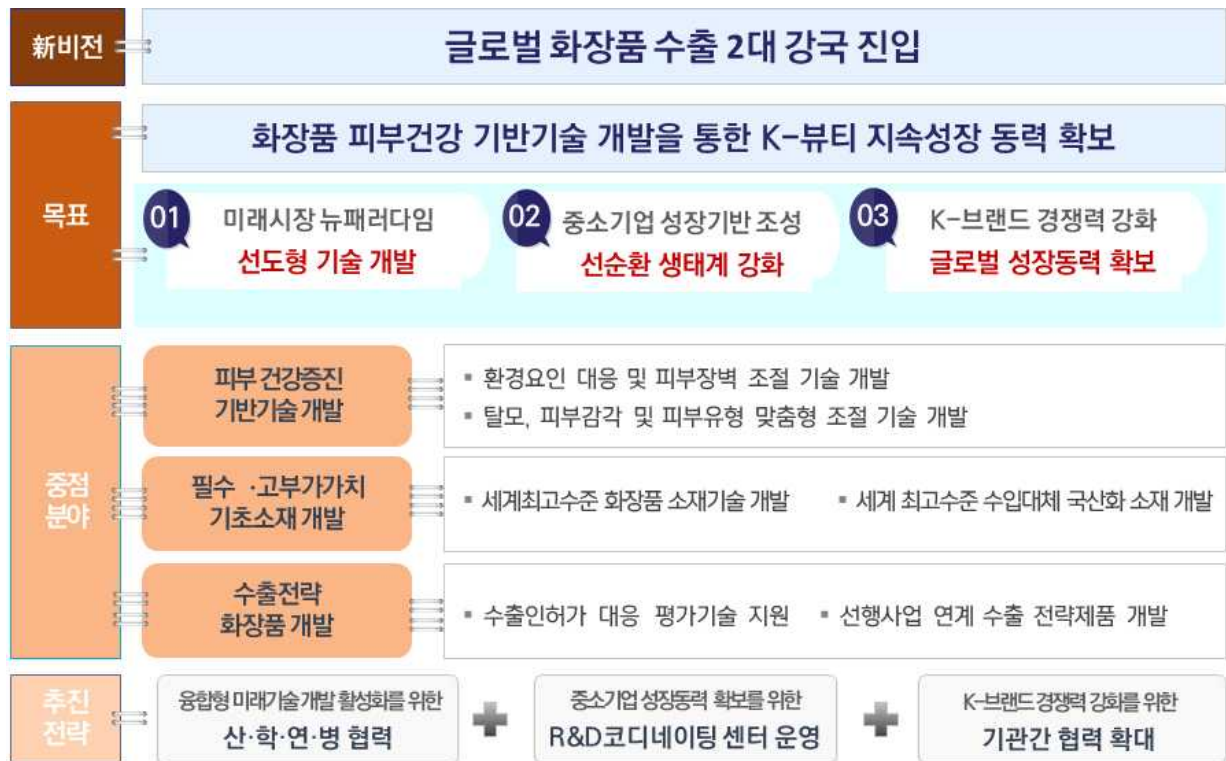 新비전
글로벌 화장품 수출 2대 강국 진입
목표
화장품 피부건강 기반기술 개발을 통한 K-뷰티 지속성장 동력 확보
01
미래시장 뉴패러다임
선도형 기술 개발
02
중소기업 성장기반 조성
선순환 생태계 강화
03
K-브랜드 경쟁력 강화
글로벌 성장동력 확보
중점
분야
피부 건강증진
기반기술 개발
▪ 환경요인 대응 및 피부장벽 조절 기술 개발
▪ 탈모, 피부감각 및 피부유형 맞춤형 조절 기술 개발
필수 ·고부가가치
기초소재 개발
▪ 세계최고수준 화장품 소재기술 개발 ▪ 세계 최고수준 수입대체 국산화 소재 개발
수출전략
화장품 개발
▪ 수출인허가 대응 평가기술 지원 ▪ 선행사업 연계 수출 전략제품 개발
추진
전략
융합형 미래기술 개발 활성화를 위한
산·학·연·병 협력
중소기업 성장동력 확보를 위한
R&D코디네이팅 센터 운영
K-브랜드 경쟁력 강화를 위한
기관간 협력 확대